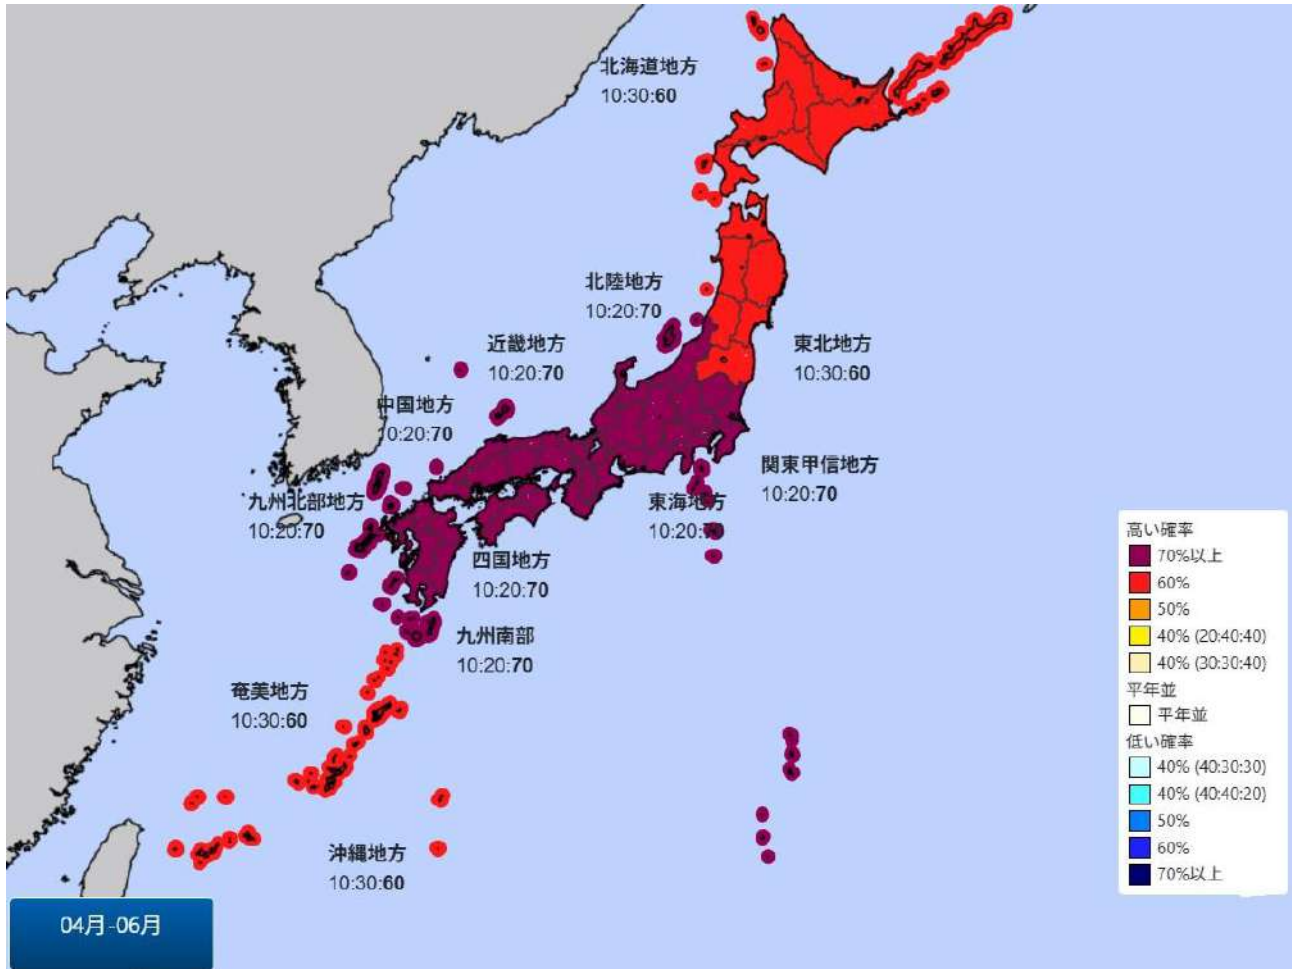 北海道地方
10:30:60
北陸地方
10:20:70
近畿地方
10:20:70
東北地方
10:30:60
中国地方
10:20:70
関東甲信地方
10:20:70
九州北部地方
10:20:70
東海地方
10:20:70
四国地方
10:20:70
九州南部
10:20:70
奄美地方
10:30:60
沖縄地方
10:30:60
高い確率
70%以上
60%
50%
40% (20:40:40)
40% (30:30:40)
平年並
平年並
低い確率
40% (40:30:30)
40% (40:40:20)
50%
60%
70%以上
04月-06月